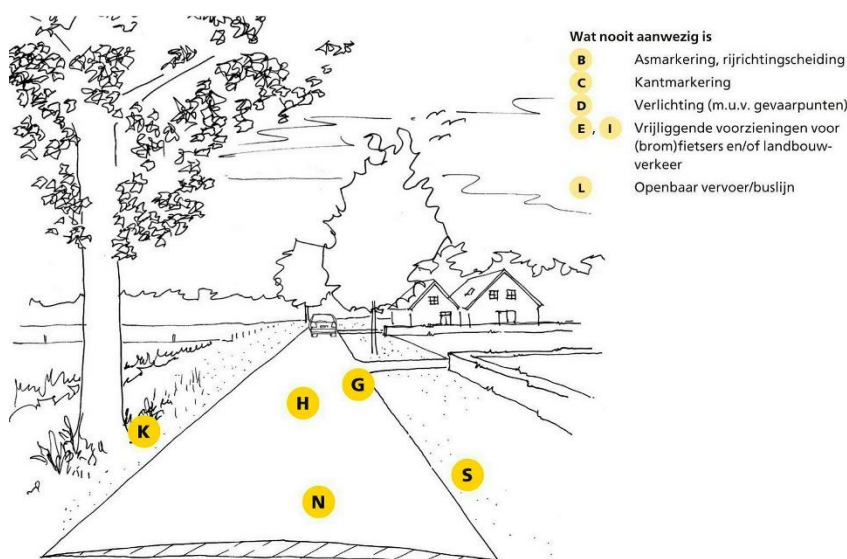 Wat nooit aanwezig is
B Asmarkering, rijrichtingscheiding
C Kantmarkering
D Verlichting (m.u.v. gevaarpunten)
E, I Vrijliggende voorzieningen voor
(brom)fietsers en/of landbouw-
verkeer
L Openbaar vervoer/buslijn
G
H
K
S
N